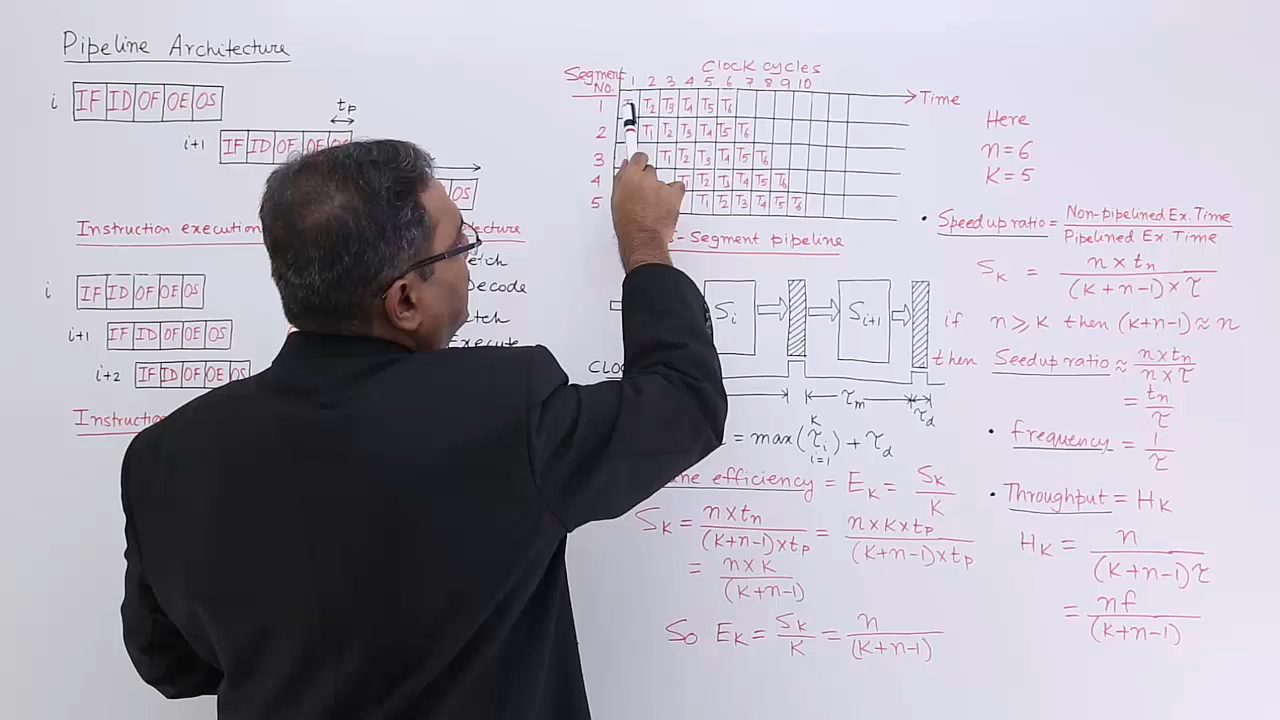 Pipeline Architecture
i IF ID OF OE OS
tP
i+1 IF ID OF OE OS
OS
Instruction execution
i IF ID OF OE OS
i+1 IF ID OF OE OS
i+2 IF ID OF OE OS
Decode
Execute
Clock cycles
Segment No. 1 2 3 4 5 6 7 8 9 10
Time
1 T2 T3 T4 T5 T6
2 T1 T2 T3 T4 T5 T6
3 T1 T2 T3 T4 T5 T6
4 T1 T2 T3 T4 T5 T6
5 T1 T2 T3 T4 T5 T6
-Segment pipeline
Si
Si+1
τm
τd
= max(τi) + τd
K
i=1
efficiency = EK = SK/K
SK = n×tn/(K+n-1)×tP = n×K×tP/(K+n-1)×tP
= n×K/(K+n-1)
So EK = SK/K = n/(K+n-1)
Here
n=6
K=5
• Speedup ratio = Non-pipelined Ex. Time/Pipelined Ex. Time
SK = n×tn/(K+n-1)×τ
if n⩾K then (K+n-1)≈n
then Seedup ratio ≈ n×tn/n×τ
= tn/τ
• frequency = 1/τ
• Throughput = HK
HK = n/(K+n-1)τ
= nf/(K+n-1)